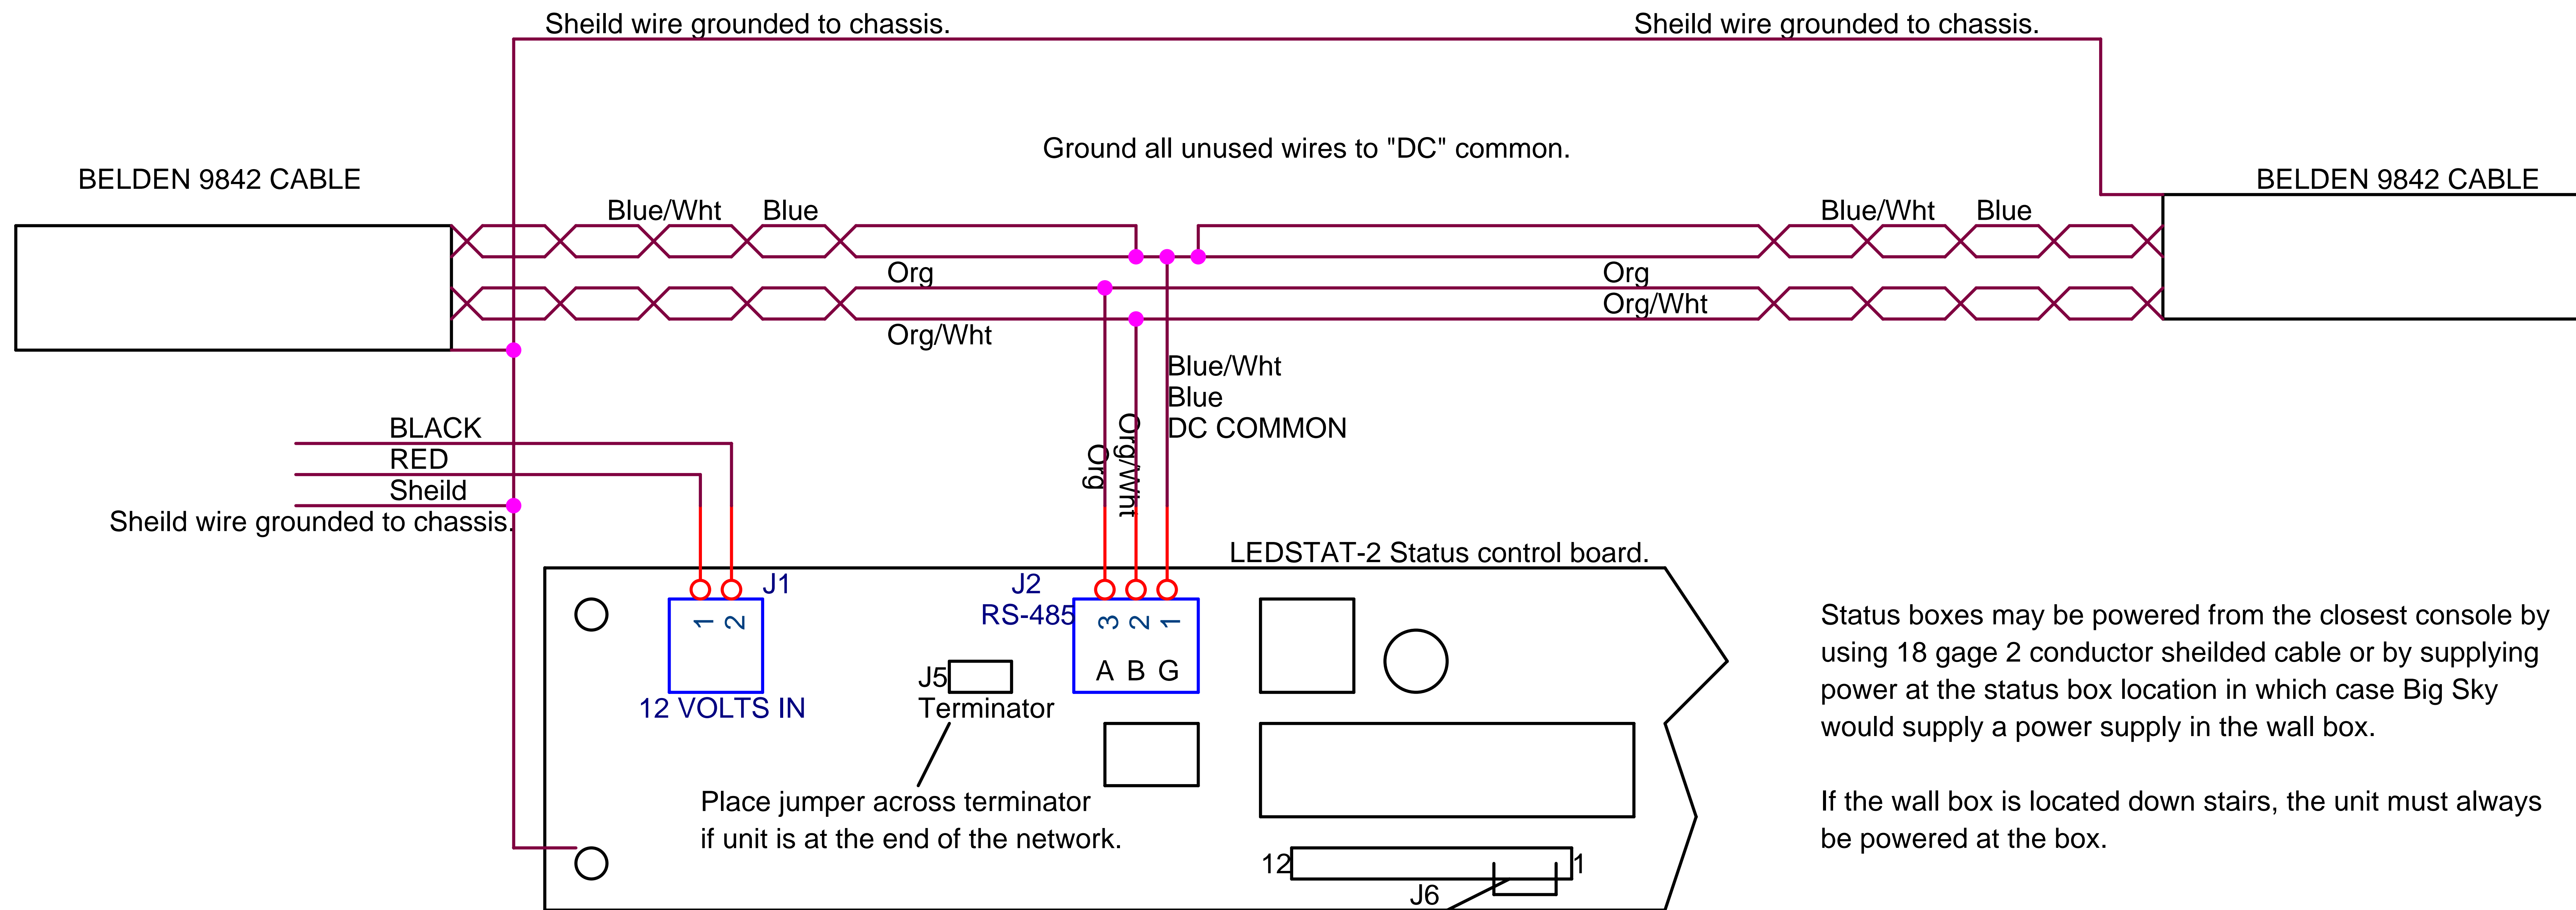 Sheild wire grounded to chassis.
Sheild wire grounded to chassis.
Ground all unused wires to "DC" common.
BELDEN 9842 CABLE
BELDEN 9842 CABLE
Blue/Wht
Blue
Blue/Wht
Blue
Org
Org
Org/Wht
Org/Wht
Blue/Wht
Blue
DC COMMON
Org
Org/Wht
BLACK
RED
Sheild
Sheild wire grounded to chassis.
LEDSTAT-2 Status control board.
J1
J2
RS-485
1
2
3
2
1
A B G
12 VOLTS IN
J5
Terminator
Place jumper across terminator
if unit is at the end of the network.
12
1
J6
Status boxes may be powered from the closest console by
using 18 gage 2 conductor sheilded cable or by supplying
power at the status box location in which case Big Sky
would supply a power supply in the wall box.
If the wall box is located down stairs, the unit must always
be powered at the box.